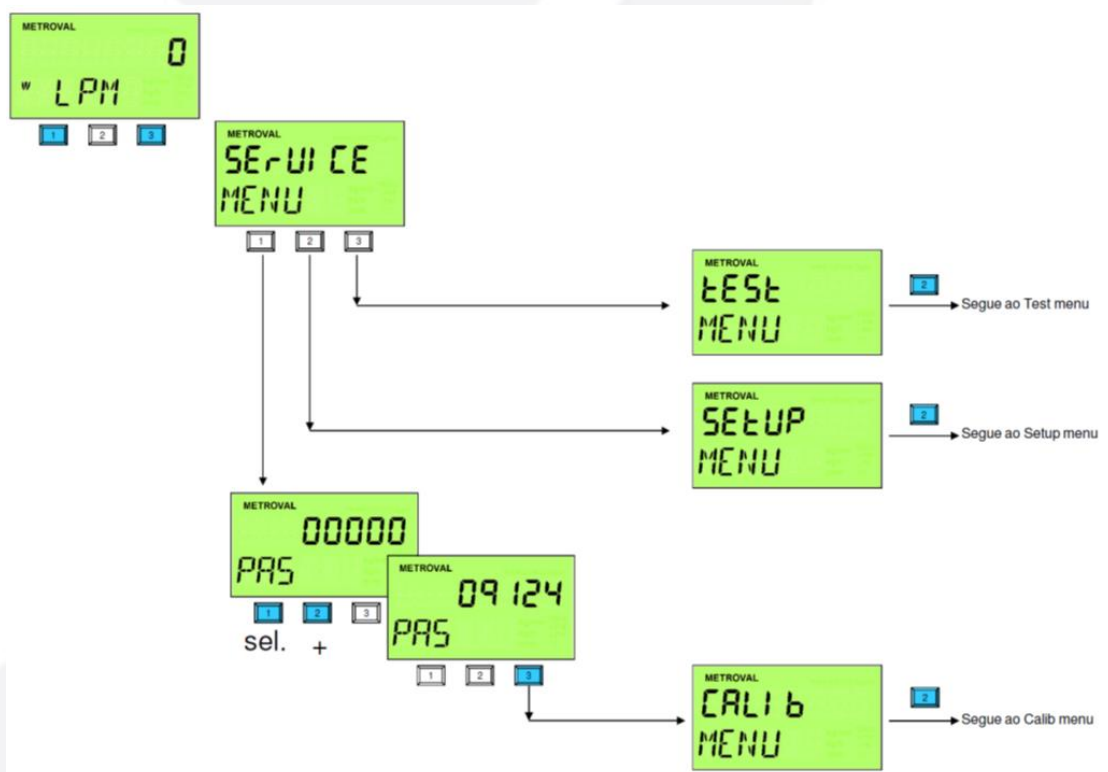 METROVAL
0
W LPM
1 2 3
METROVAL
SErUICE
MENU
1 2 3
METROVAL
tESt
MENU
2
Segue ao Test menu
METROVAL
SEtUP
MENU
2
Segue ao Setup menu
METROVAL
00000
PAS
1 2 3
sel. +
METROVAL
09124
PAS
1 2 3
METROVAL
CALIb
MENU
2
Segue ao Calib menu